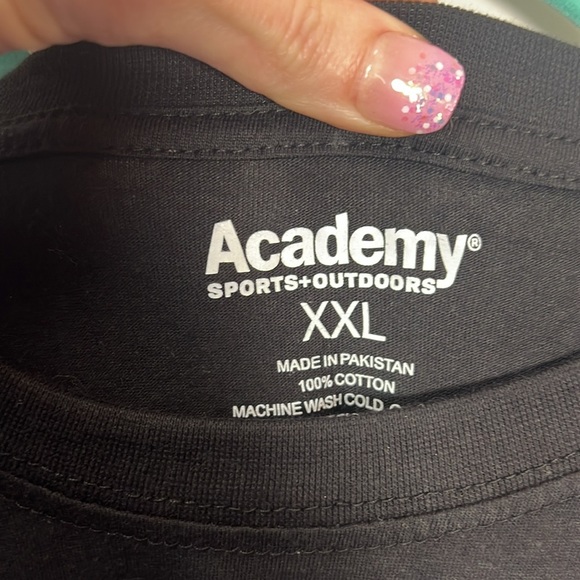 Academy®
SPORTS+OUTDOORS
XXL
MADE IN PAKISTAN
100% COTTON
MACHINE WASH COLD